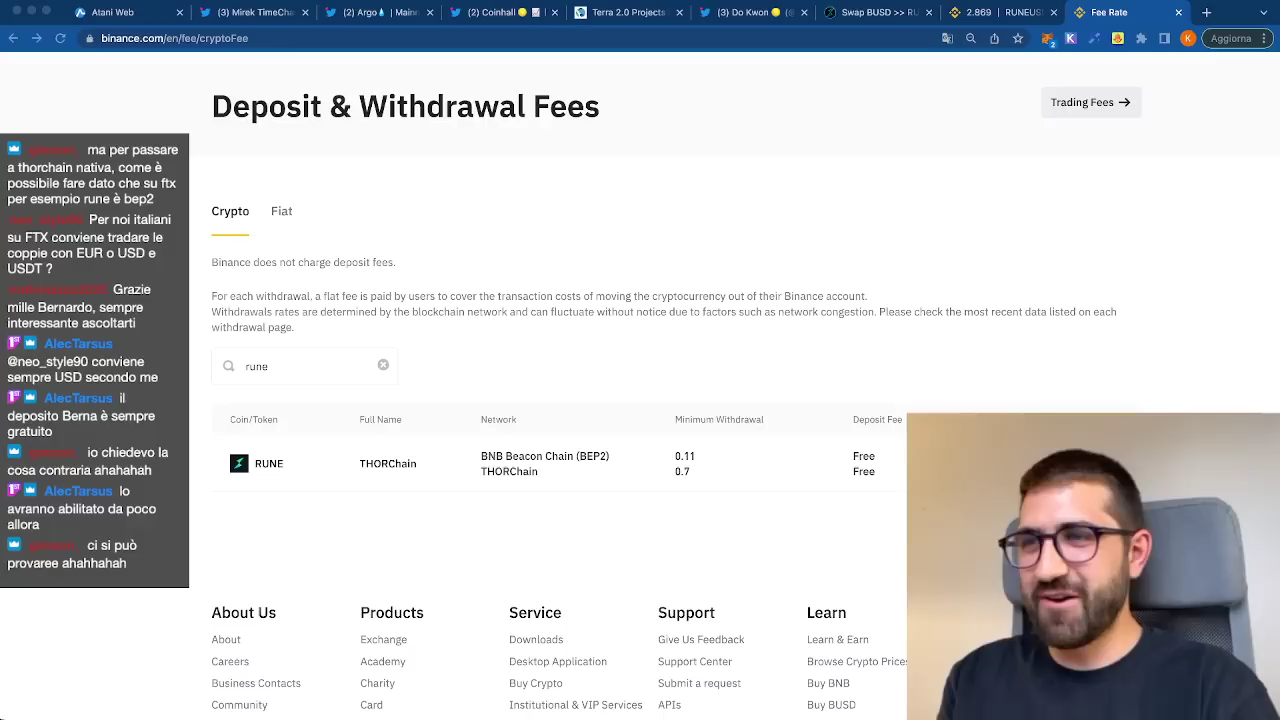 Atani Web
(3) Mirek TimeCha
(2) Argo💧| Mainn
(2) Coinhall🟡 | 📈
Terra 2.0 Projects
(3) Do Kwon 🟡 (@
Swap BUSD >> RU
2.869 | RUNEUS
Fee Rate
binance.com/en/fee/cryptoFee
Aggiorna
Deposit & Withdrawal Fees
Trading Fees →
ma per passare
a thorchain nativa, come è
possibile fare dato che su ftx
per esempio rune è bep2
Per noi italiani
su FTX conviene tradare le
coppie con EUR o USD e
USDT ?
Grazie
mille Bernardo, sempre
interessante ascoltarti
AlecTarsus
@neo_style90 conviene
sempre USD secondo me
AlecTarsus il
deposito Berna è sempre
gratuito
io chiedevo la
cosa contraria ahahahah
AlecTarsus lo
avranno abilitato da poco
allora
ci si può
provaree ahahhahah
Crypto
Fiat
Binance does not charge deposit fees.
For each withdrawal, a flat fee is paid by users to cover the transaction costs of moving the cryptocurrency out of their Binance account.
Withdrawals rates are determined by the blockchain network and can fluctuate without notice due to factors such as network congestion. Please check the most recent data listed on each
withdrawal page.
rune
Coin/Token Full Name Network Minimum Withdrawal Deposit Fee
RUNE THORChain BNB Beacon Chain (BEP2) 0.11 Free
THORChain 0.7 Free
About Us Products Service Support Learn
About Exchange Downloads Give Us Feedback Learn & Earn
Careers Academy Desktop Application Support Center Browse Crypto Prices
Business Contacts Charity Buy Crypto Submit a request Buy BNB
Community Card Institutional & VIP Services APIs Buy BUSD